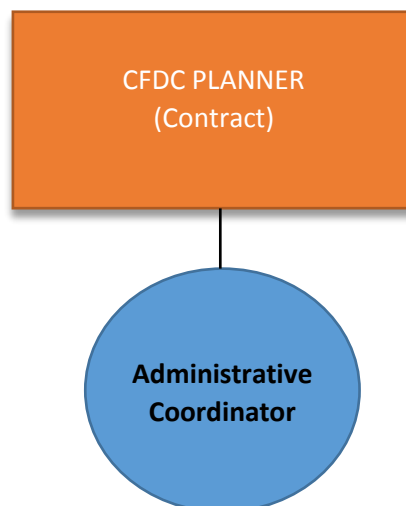 CFDC PLANNER
(Contract)
Administrative
Coordinator